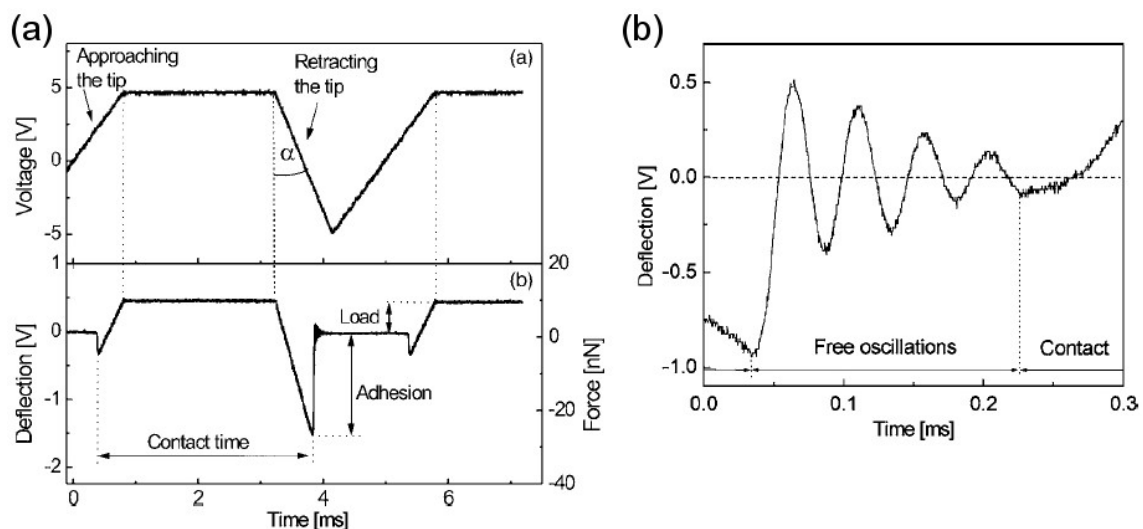 (a)
(a)
Approaching
the tip
Retracting
the tip
α
Voltage [V]
5
0
-5
1
20
(b)
Load
Adhesion
Contact time
Deflection [V]
0
-1
-2
Force [nN]
0
-20
-40
0
2
4
6
Time [ms]
(b)
Deflection [V]
0.5
0.0
-0.5
-1.0
Free oscillations
Contact
0.0
0.1
0.2
0.3
Time [ms]